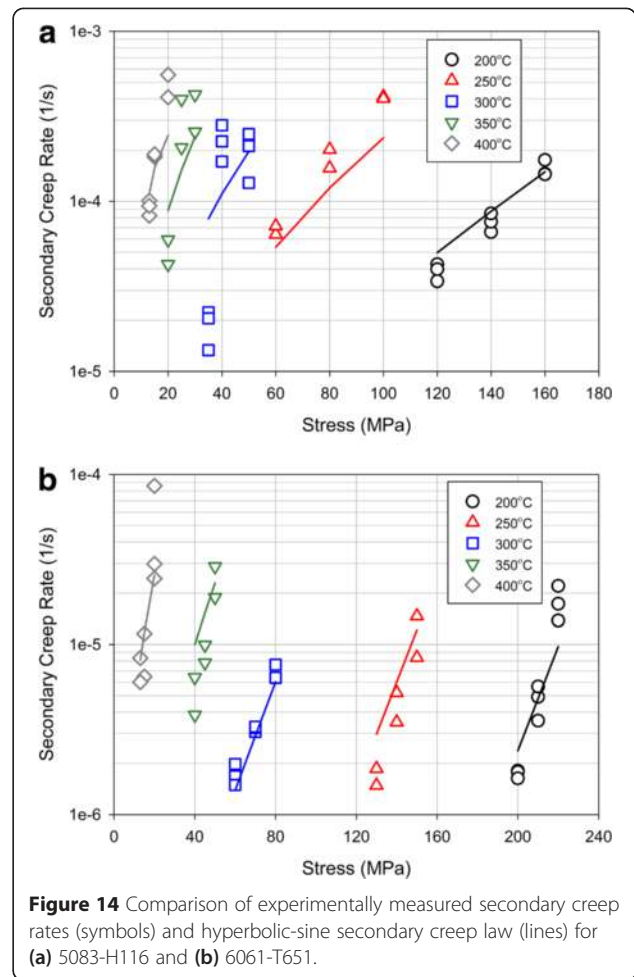 a
1e-3
1e-4
1e-5
Secondary Creep Rate (1/s)
200°C
250°C
300°C
350°C
400°C
0 20 40 60 80 100 120 140 160 180
Stress (MPa)
b
1e-4
1e-5
1e-6
Secondary Creep Rate (1/s)
200°C
250°C
300°C
350°C
400°C
0 40 80 120 160 200 240
Stress (MPa)
Figure 14 Comparison of experimentally measured secondary creep
rates (symbols) and hyperbolic-sine secondary creep law (lines) for
(a) 5083-H116 and (b) 6061-T651.